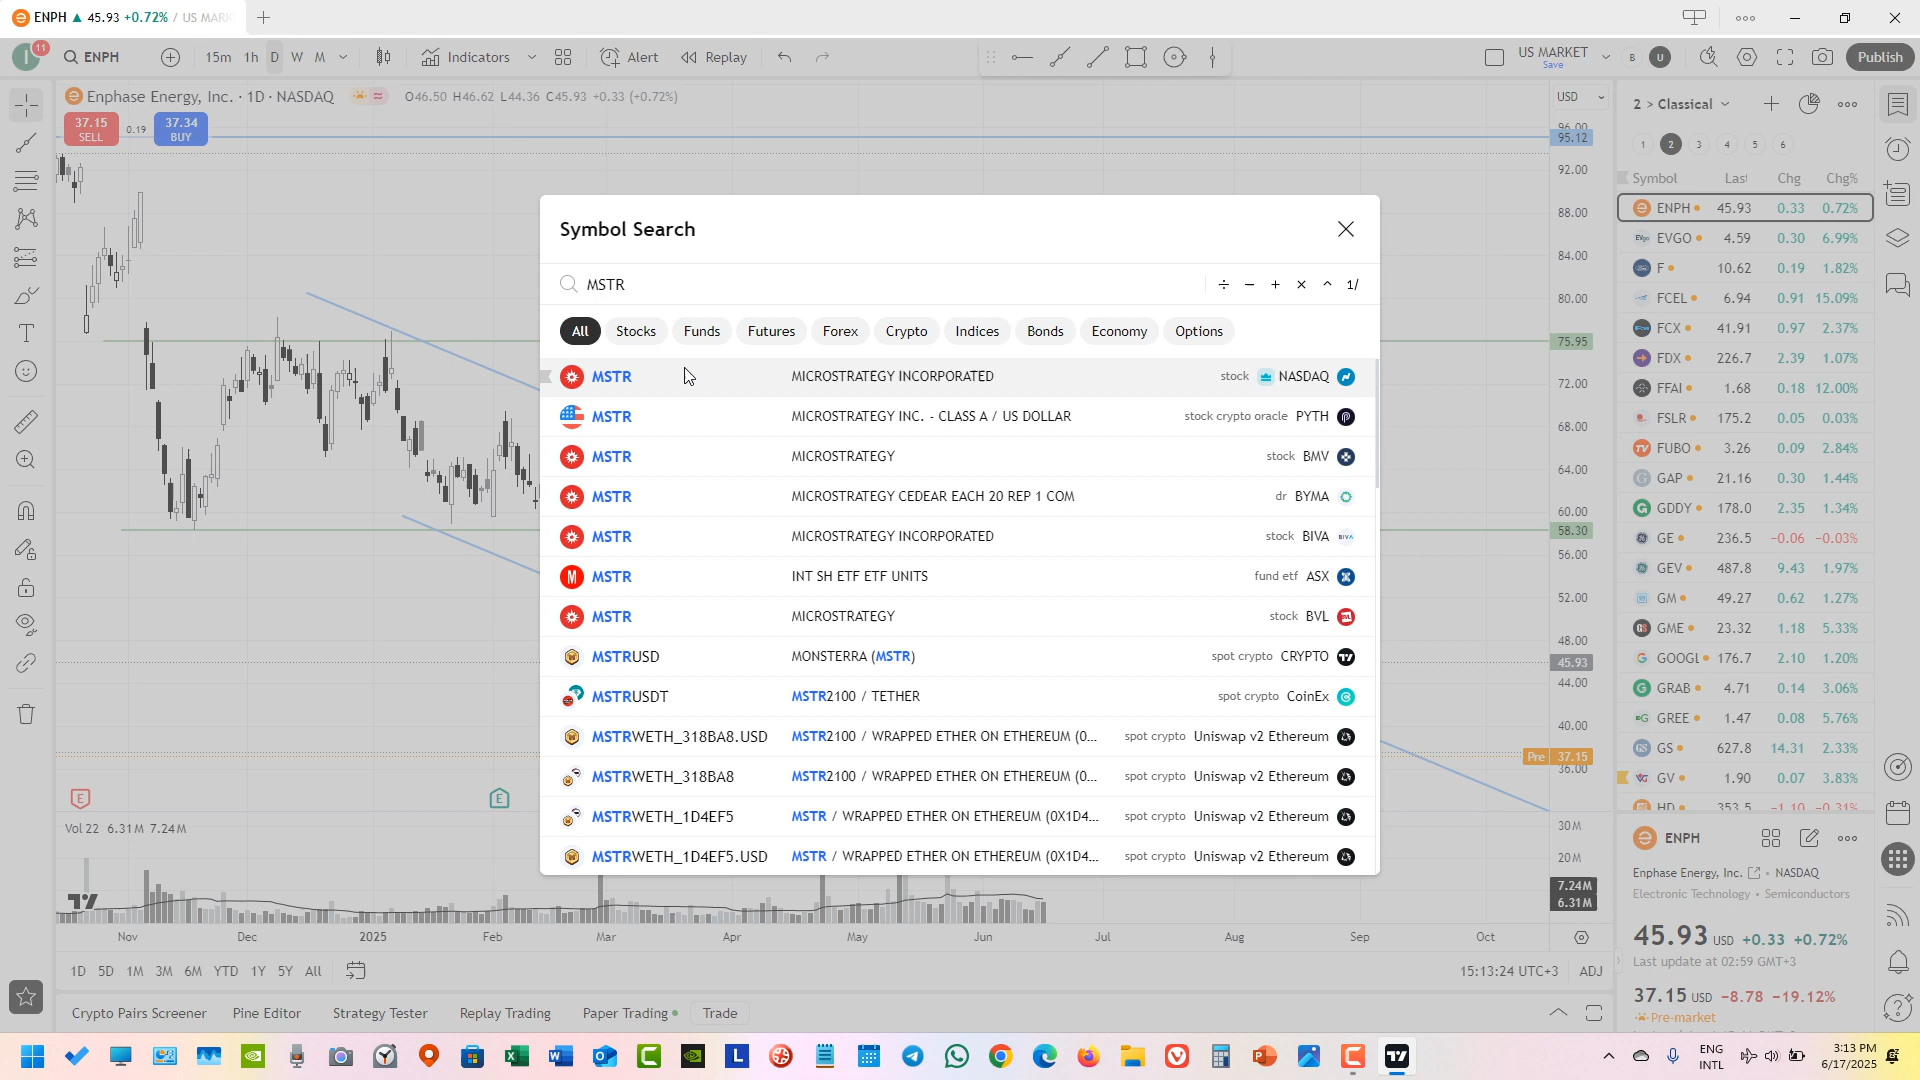 ENPH ▲ 45.93 +0.72% / US MAR
11
ENPH 15m 1h D W M Indicators Alert Replay US MARKET Save B U Publish
Enphase Energy, Inc. · 1D · NASDAQ O46.50 H46.62 L44.36 C45.93 +0.33 (+0.72%)
37.15 SELL 0.19 37.34 BUY
USD
96.00
95.12
92.00
88.00
84.00
80.00
75.95
72.00
68.00
64.00
60.00
58.30
56.00
52.00
48.00
45.93
44.00
40.00
Pre 37.15
36.00
30M
20M
7.24M
6.31M
Symbol Search
MSTR ÷ − + × ^ 1/
All Stocks Funds Futures Forex Crypto Indices Bonds Economy Options
MSTR MICROSTRATEGY INCORPORATED stock NASDAQ
MSTR MICROSTRATEGY INC. - CLASS A / US DOLLAR stock crypto oracle PYTH
MSTR MICROSTRATEGY stock BMV
MSTR MICROSTRATEGY CEDEAR EACH 20 REP 1 COM dr BYMA
MSTR MICROSTRATEGY INCORPORATED stock BIVA
MSTR INT SH ETF ETF UNITS fund etf ASX
MSTR MICROSTRATEGY stock BVL
MSTRUSD MONSTERRA (MSTR) spot crypto CRYPTO
MSTRUSDT MSTR2100 / TETHER spot crypto CoinEx
MSTRWETH_318BA8.USD MSTR2100 / WRAPPED ETHER ON ETHEREUM (0... spot crypto Uniswap v2 Ethereum
MSTRWETH_318BA8 MSTR2100 / WRAPPED ETHER ON ETHEREUM (0... spot crypto Uniswap v2 Ethereum
MSTRWETH_1D4EF5 MSTR / WRAPPED ETHER ON ETHEREUM (0X1D4... spot crypto Uniswap v2 Ethereum
MSTRWETH_1D4EF5.USD MSTR / WRAPPED ETHER ON ETHEREUM (0X1D4... spot crypto Uniswap v2 Ethereum
E E
Vol 22 6.31M 7.24M
Nov Dec 2025 Feb Mar Apr May Jun Jul Aug Sep Oct
1D 5D 1M 3M 6M YTD 1Y 5Y All 15:13:24 UTC+3 ADJ
Crypto Pairs Screener Pine Editor Strategy Tester Replay Trading Paper Trading Trade
2 > Classical
1 2 3 4 5 6
Symbol Last Chg Chg%
ENPH 45.93 0.33 0.72%
EVGO 4.59 0.30 6.99%
F 10.62 0.19 1.82%
FCEL 6.94 0.91 15.09%
FCX 41.91 0.97 2.37%
FDX 226.7 2.39 1.07%
FFAI 1.68 0.18 12.00%
FSLR 175.2 0.05 0.03%
FUBO 3.26 0.09 2.84%
GAP 21.16 0.30 1.44%
GDDY 178.0 2.35 1.34%
GE 236.5 −0.06 −0.03%
GEV 487.8 9.43 1.97%
GM 49.27 0.62 1.27%
GME 23.32 1.18 5.33%
GOOGL 176.7 2.10 1.20%
GRAB 4.71 0.14 3.06%
GREE 1.47 0.08 5.76%
GS 627.8 14.31 2.33%
GV 1.90 0.07 3.83%
HD 353.5 −1.10 −0.31%
ENPH
Enphase Energy, Inc. • NASDAQ
Electronic Technology • Semiconductors
45.93 USD +0.33 +0.72%
Last update at 02:59 GMT+3
37.15 USD −8.78 −19.12%
Pre-market
ENG
INTL
3:13 PM
6/17/2025